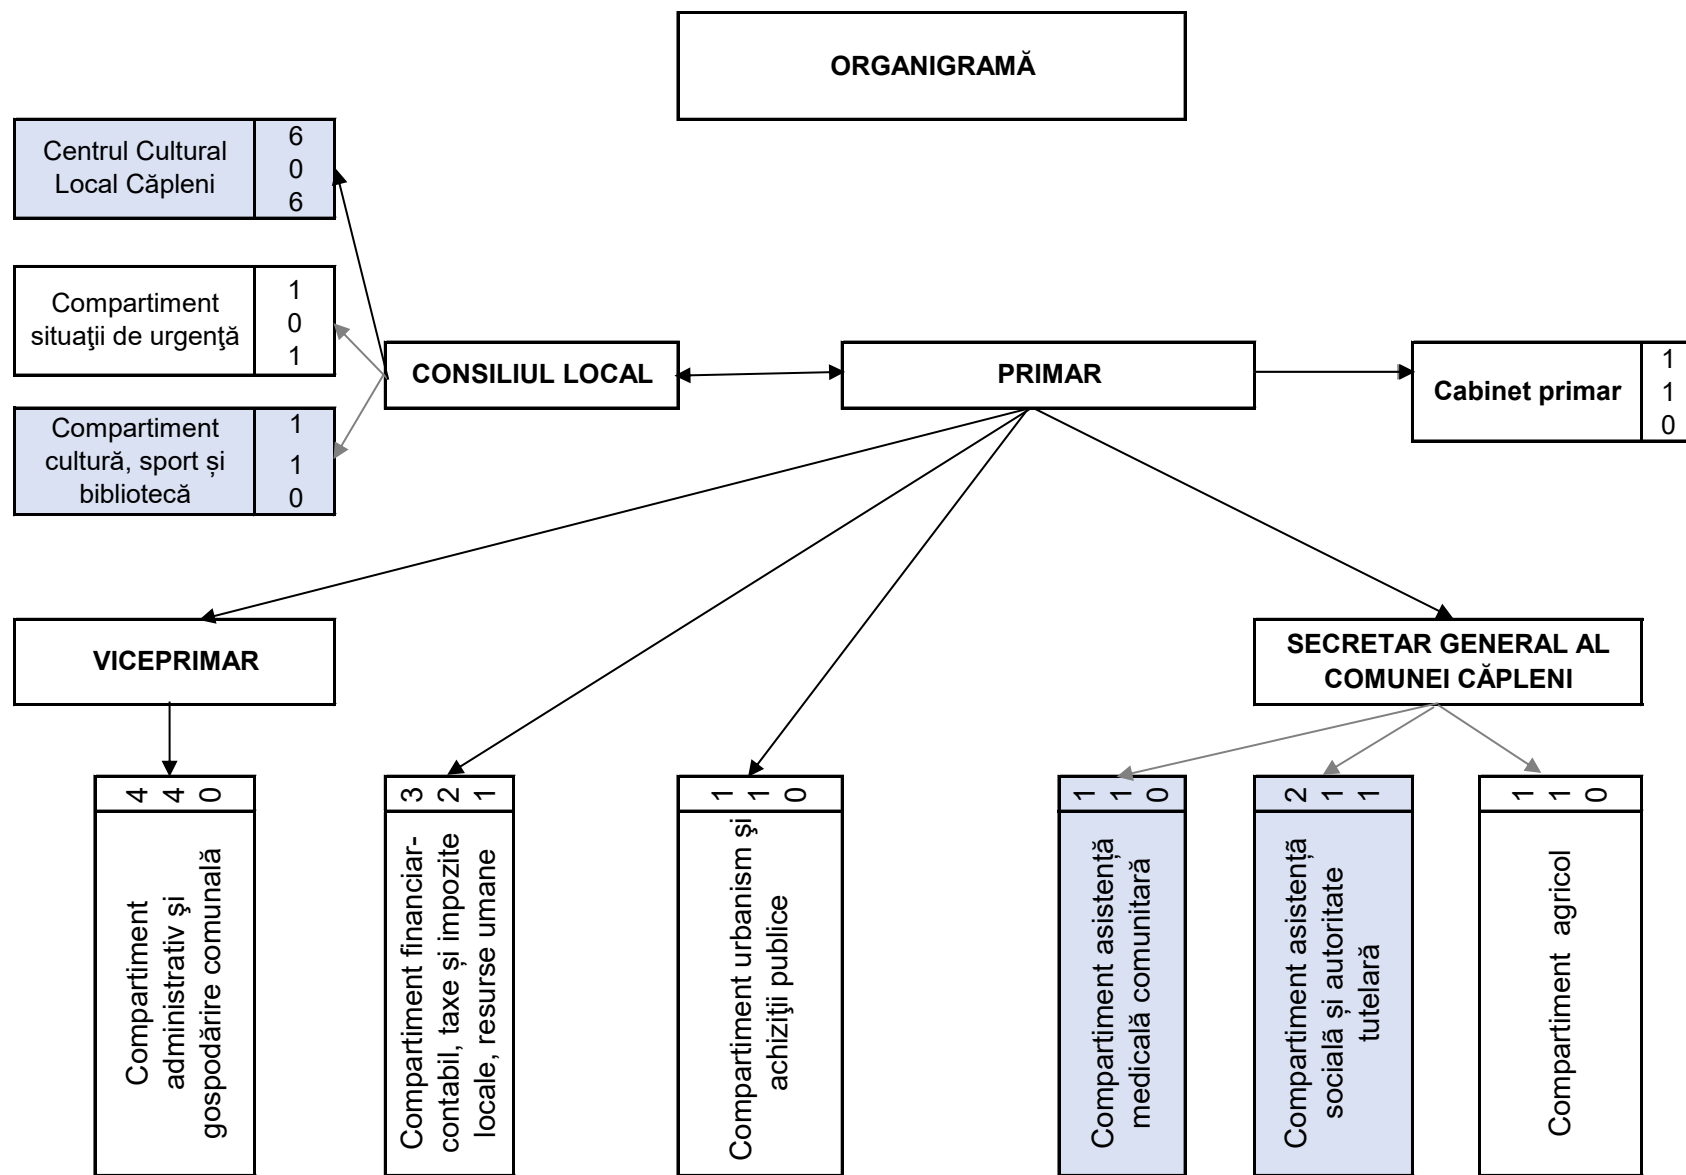 ORGANIGRAMĂ
Centrul Cultural
Local Căpleni
6
0
6
Compartiment
situaţii de urgenţă
1
0
1
Compartiment
cultură, sport și
bibliotecă
1
1
0
CONSILIUL LOCAL
PRIMAR
Cabinet primar
1
1
0
VICEPRIMAR
SECRETAR GENERAL AL
COMUNEI CĂPLENI
4
4
0
Compartiment
administrativ şi
gospodărire comunală
3
2
1
Compartiment financiar-
contabil, taxe și impozite
locale, resurse umane
1
1
0
Compartiment urbanism şi
achiziţii publice
1
1
0
Compartiment asistență
medicală comunitară
2
1
1
Compartiment asistență
socială și autoritate
tutelară
1
1
0
Compartiment agricol